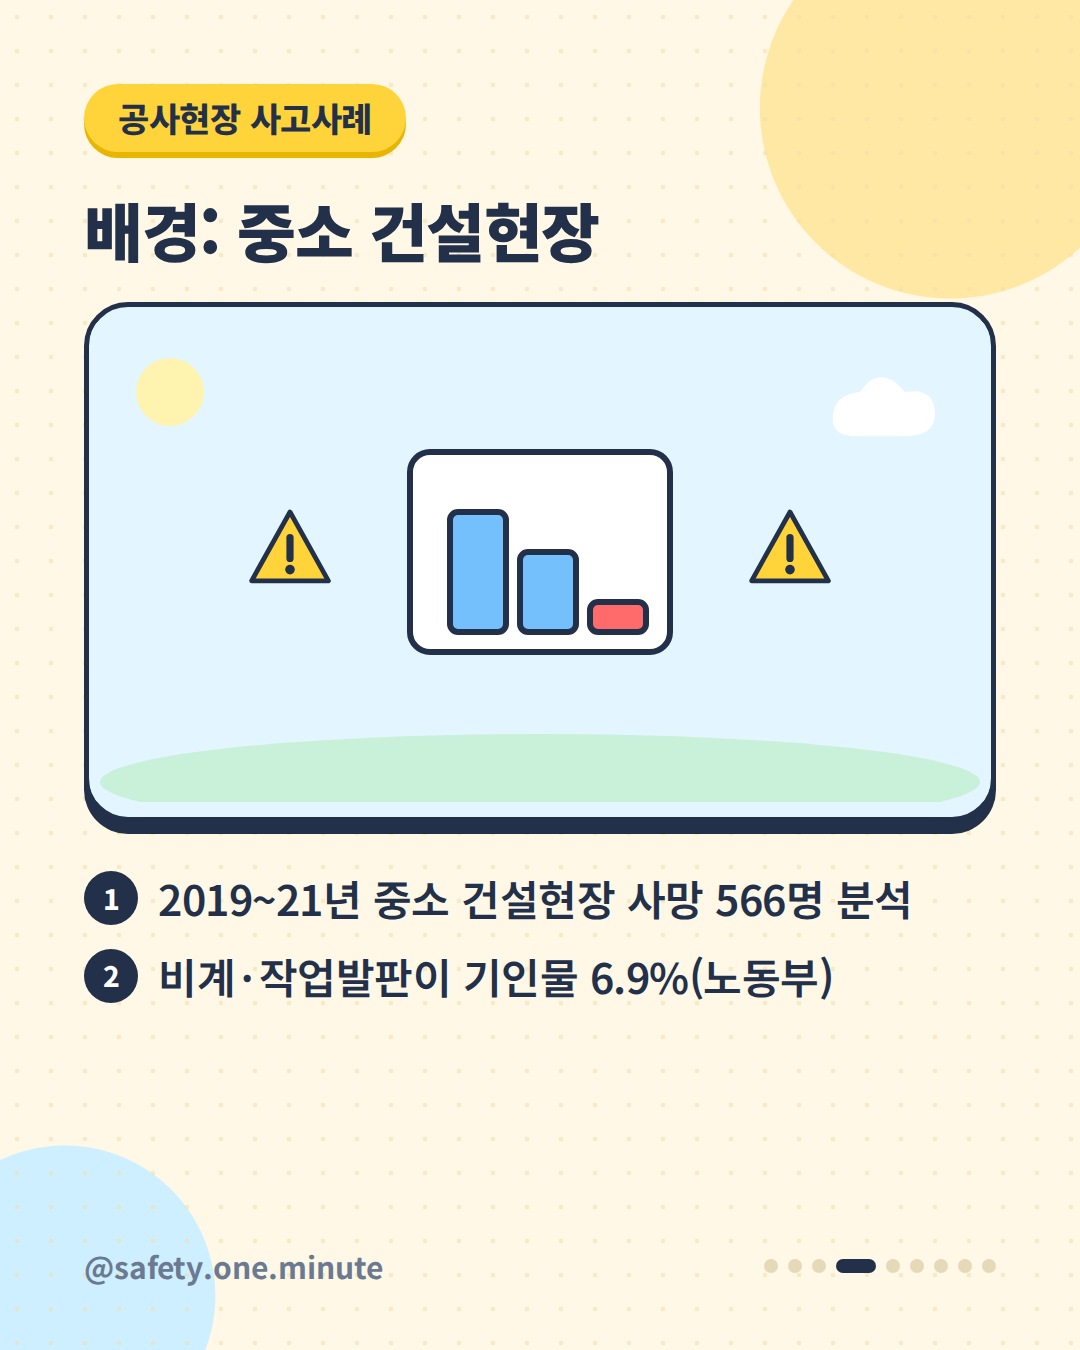 공사현장 사고사례
배경: 중소 건설현장
1 2019~21년 중소 건설현장 사망 566명 분석
2 비계·작업발판이 기인물 6.9%(노동부)
@safety.one.minute